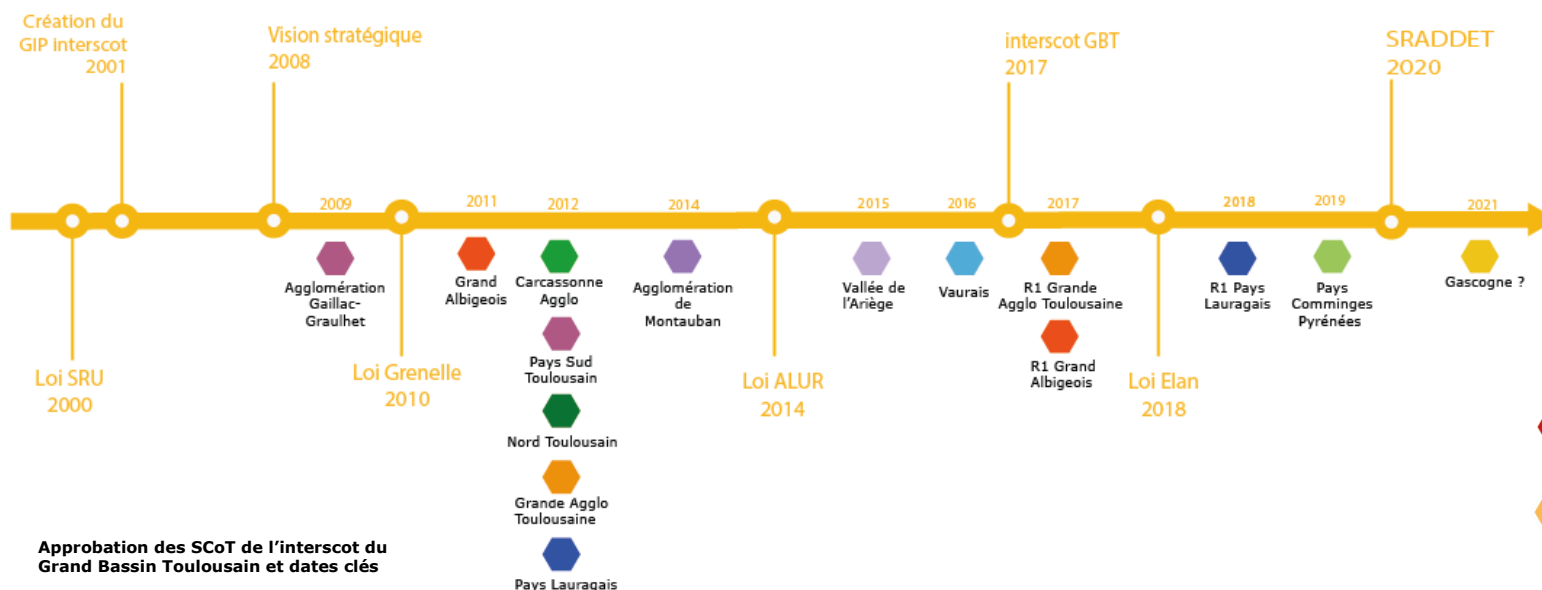 Création du
GIP interscot
2001
Vision stratégique
2008
interscot GBT
2017
SRADDET
2020
2009
2011
2012
2014
2015
2016
2017
2018
2019
2021
Agglomération
Gaillac-
Graulhet
Grand
Albigeois
Carcassonne
Agglo
Pays Sud
Toulousain
Nord Toulousain
Grande Agglo
Toulousaine
Pays Lauragais
Agglomération
de
Montauban
Vallée de
l'Ariège
Vaurais
R1 Grande
Agglo Toulousaine
R1 Grand
Albigeois
R1 Pays
Lauragais
Pays
Comminges
Pyrénées
Gascogne ?
Loi SRU
2000
Loi Grenelle
2010
Loi ALUR
2014
Loi Elan
2018
Approbation des SCoT de l'interscot du
Grand Bassin Toulousain et dates clés